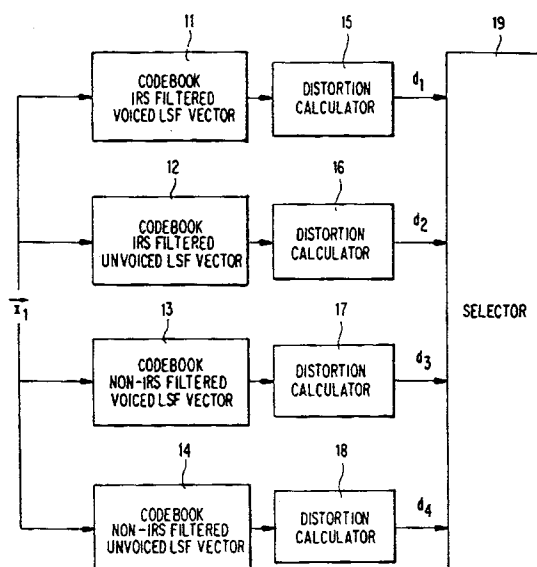 11
CODEBOOK
IRS FILTERED
VOICED LSF VECTOR
15
DISTORTION
CALCULATOR
d1
19
12
CODEBOOK
IRS FILTERED
UNVOICED LSF VECTOR
16
DISTORTION
CALCULATOR
d2
X1
SELECTOR
13
CODEBOOK
NON-IRS FILTERED
VOICED LSF VECTOR
17
DISTORTION
CALCULATOR
d3
14
CODEBOOK
NON-IRS FILTERED
UNVOICED LSF VECTOR
18
DISTORTION
CALCULATOR
d4